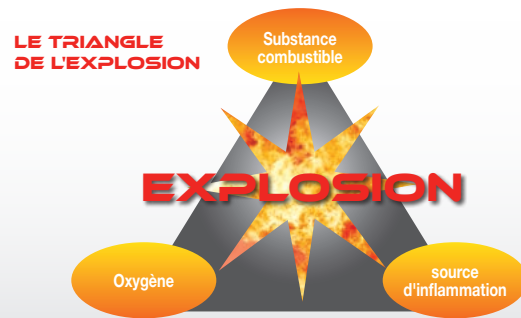 LE TRIANGLE
DE L'EXPLOSION
Substance
combustible
EXPLOSION
Oxygène
source
d'inflammation